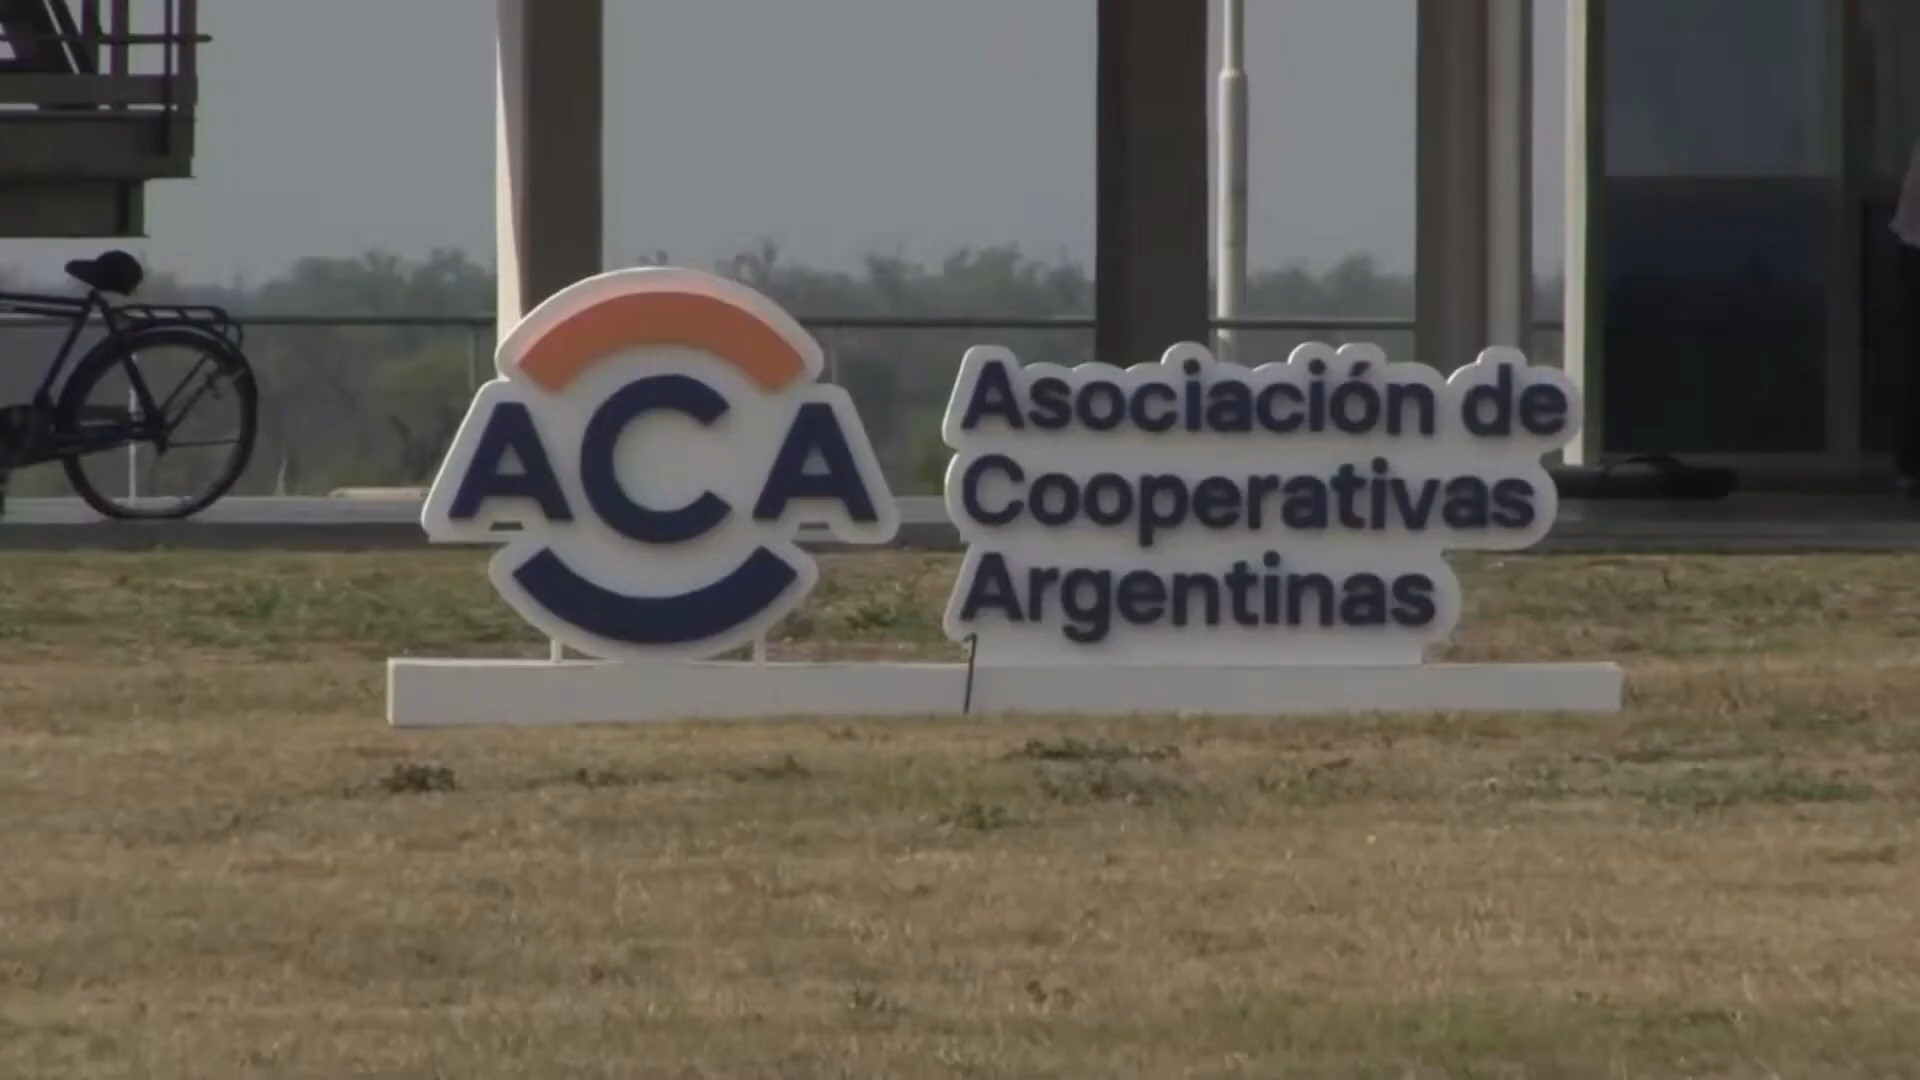 ACA
Asociación de
Cooperativas
Argentinas